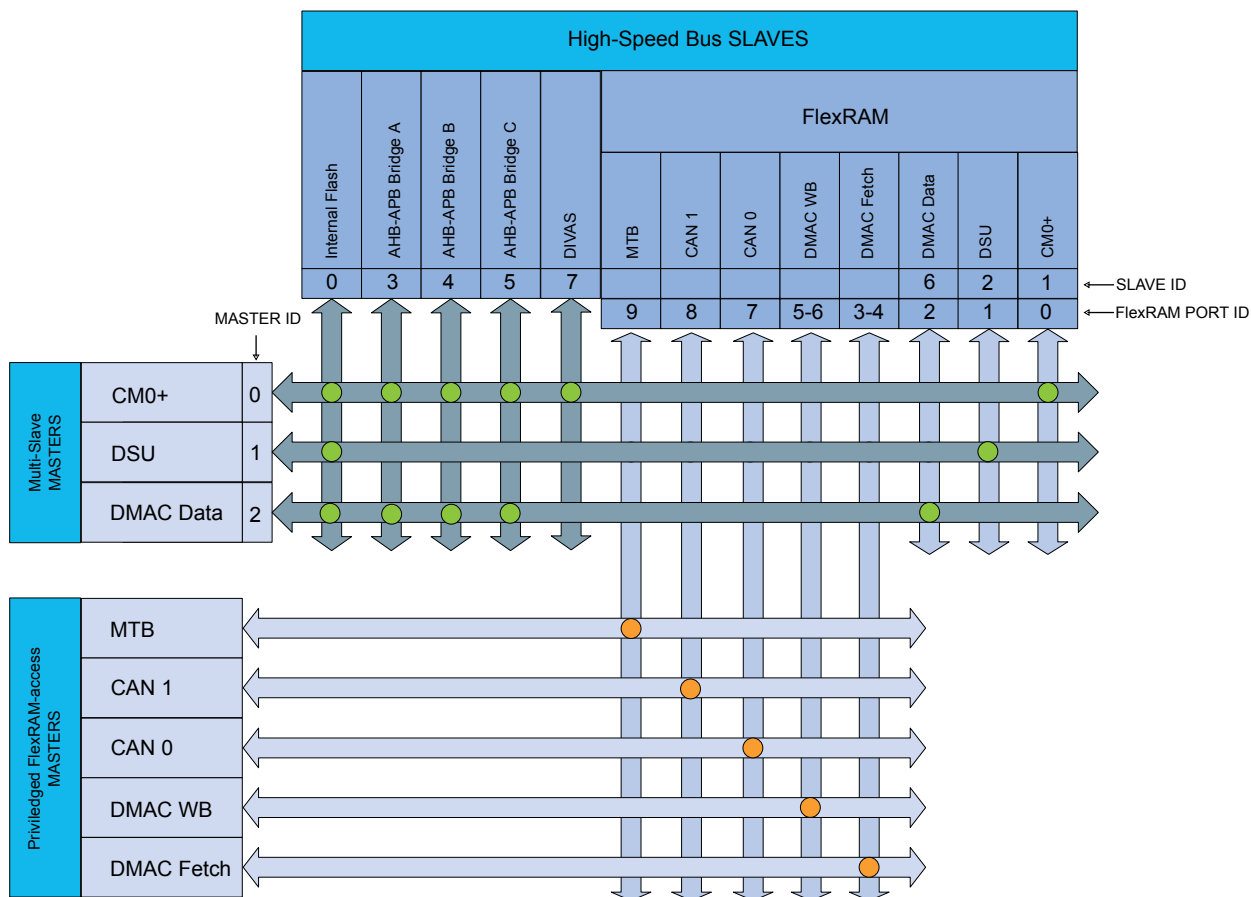 High-Speed Bus SLAVES
FlexRAM
Internal Flash
AHB-APB Bridge A
AHB-APB Bridge B
AHB-APB Bridge C
DIVAS
MTB
CAN 1
CAN 0
DMAC WB
DMAC Fetch
DMAC Data
DSU
CM0+
0 3 4 5 7 6 2 1 SLAVE ID
9 8 7 5-6 3-4 2 1 0 FlexRAM PORT ID
MASTER ID
Multi-Slave
MASTERS
CM0+ 0
DSU 1
DMAC Data 2
Priviledged FlexRAM-access
MASTERS
MTB
CAN 1
CAN 0
DMAC WB
DMAC Fetch